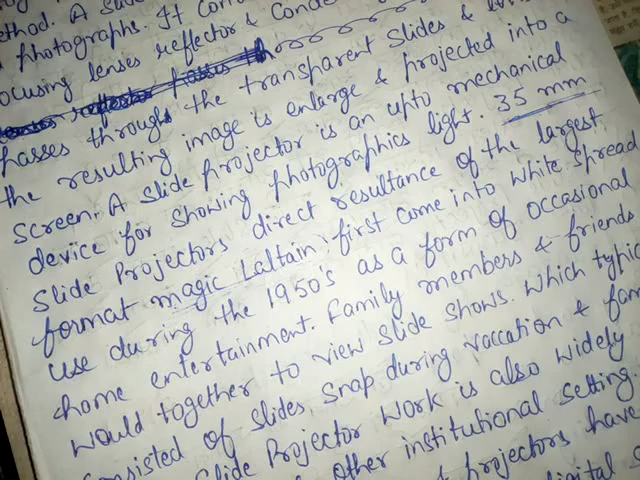 ethod. A
photographs. It
ocusing lenses reflector & Conde
passes through the transparent Slides &
the resulting image is enlarge & projected into a
Screen. A slide projector is an upto mechanical
device for showing photographics light. 35 mm
Slide Projectors direct resultance of the largest
format magic Laltain. first come into white spread
use during the 1950's as a form of occasional
home entertainment. Family members & friends
would together to view slide shows. Which typic
onsisted of slides snap during vaccation & fam
Slide Projector work is also widely
other institutional setting.
projectors have